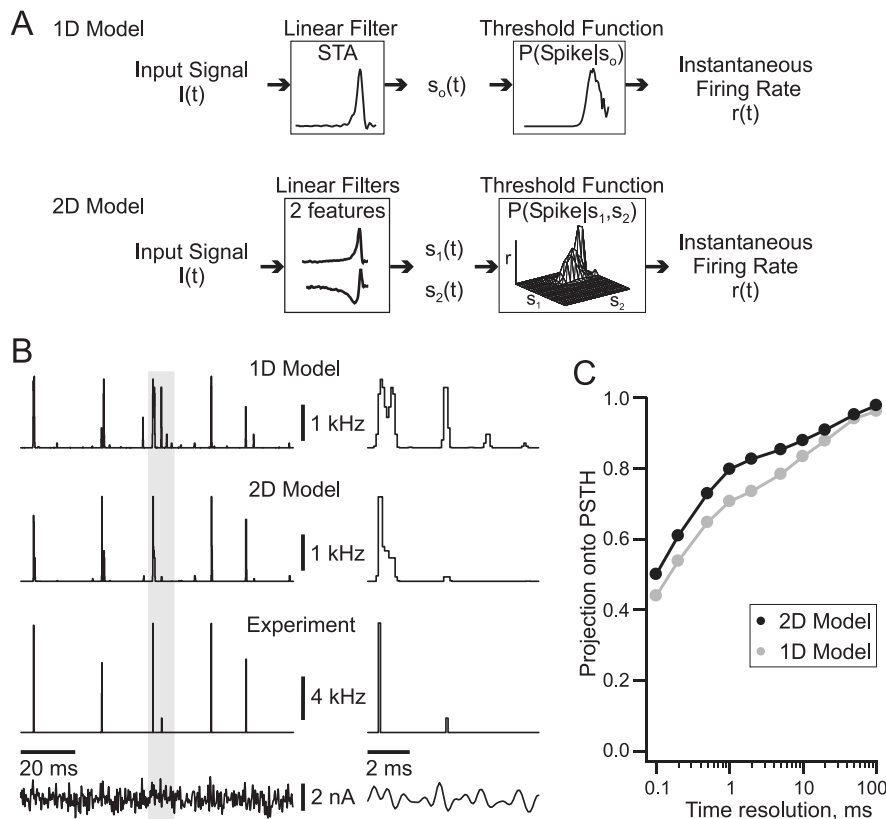 A
1D Model
Linear Filter
Threshold Function
Input Signal
I(t)
STA
s₀(t)
P(Spike|s₀)
Instantaneous
Firing Rate
r(t)
2D Model
Linear Filters
Threshold Function
Input Signal
I(t)
2 features
s₁(t)
s₂(t)
P(Spike|s₁,s₂)
r
s₁
s₂
Instantaneous
Firing Rate
r(t)
B
1D Model
1 kHz
2D Model
1 kHz
Experiment
4 kHz
20 ms
2 ms
2 nA
C
Projection onto PSTH
1.0
0.8
0.6
0.4
0.2
0.0
2D Model
1D Model
0.1
1
10
100
Time resolution, ms